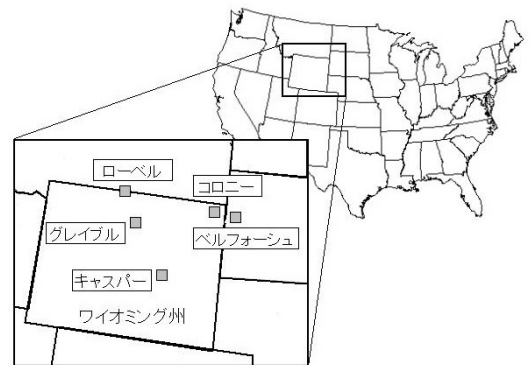 ローベル
コロニー
グレイブル
ベルフォーシュ
キャスパー
ワイオミング州